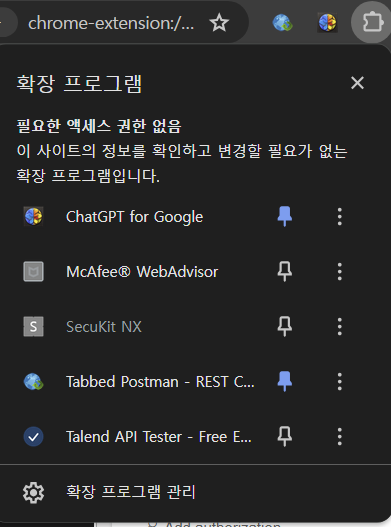 chrome-extension:/...
확장 프로그램
필요한 액세스 권한 없음
이 사이트의 정보를 확인하고 변경할 필요가 없는
확장 프로그램입니다.
ChatGPT for Google
McAfee® WebAdvisor
S SecuKit NX
Tabbed Postman - REST C...
Talend API Tester - Free E...
확장 프로그램 관리
Add authorization